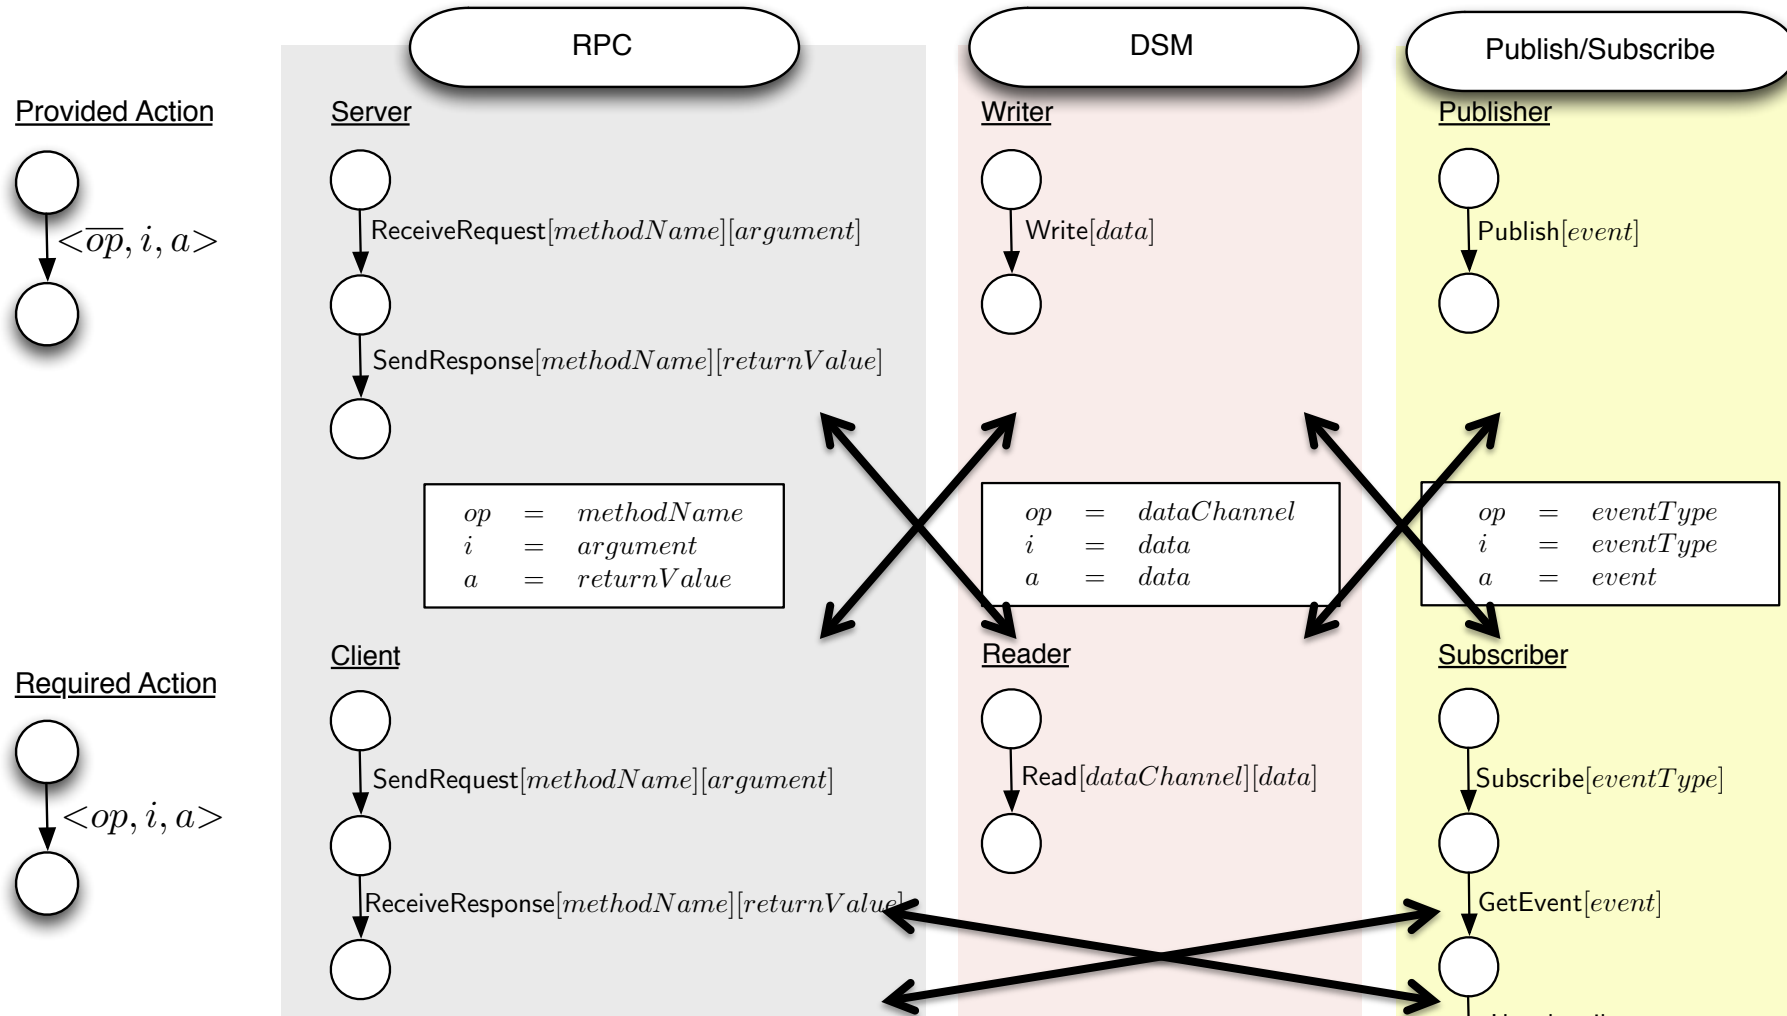 RPC
DSM
Publish/Subscribe
Provided Action
<op̅, i, a>
Server
ReceiveRequest[methodName][argument]
SendResponse[methodName][returnValue]
Writer
Write[data]
Publisher
Publish[event]
op = methodName
i = argument
a = returnValue
op = dataChannel
i = data
a = data
op = eventType
i = eventType
a = event
Required Action
<op, i, a>
Client
SendRequest[methodName][argument]
ReceiveResponse[methodName][returnValue]
Reader
Read[dataChannel][data]
Subscriber
Subscribe[eventType]
GetEvent[event]